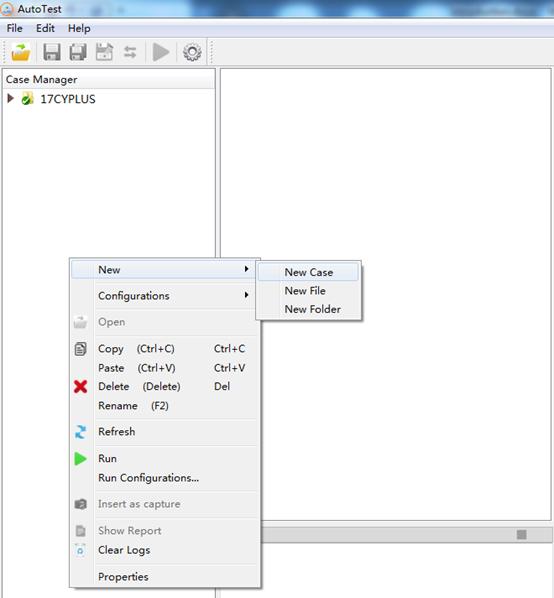 AutoTest
File Edit Help
Case Manager
17CYPLUS
New
New Case
New File
New Folder
Configurations
Open
Copy (Ctrl+C) Ctrl+C
Paste (Ctrl+V) Ctrl+V
Delete (Delete) Del
Rename (F2)
Refresh
Run
Run Configurations...
Insert as capture
Show Report
Clear Logs
Properties